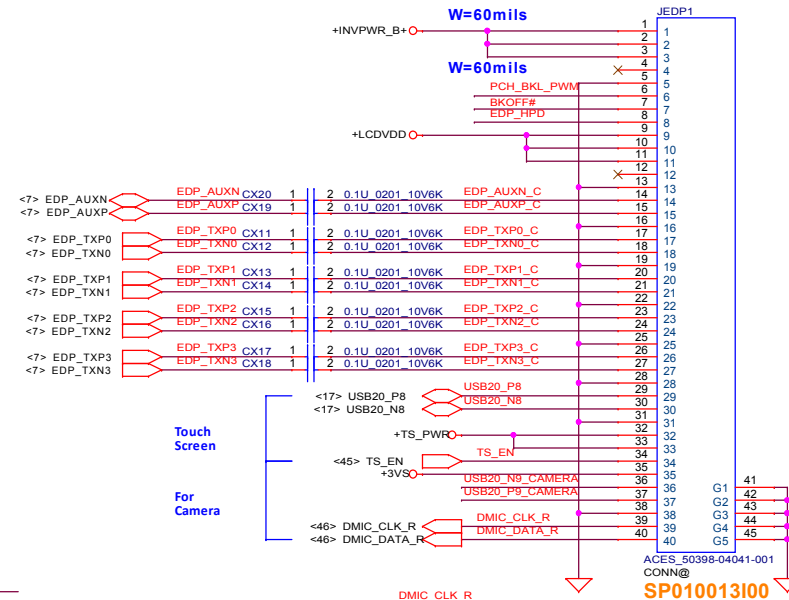 W=60mils
JEDP1
+INVPWR_B+
1 1
2 2
3 3
W=60mils
4 4
5 5
PCH_BKL_PWM 6 6
BKOFF# 7 7
EDP_HPD 8 8
+LCDVDD 9 9
10 10
11 11
12 12
13 13
<7> EDP_AUXN EDP_AUXN CX20 1 2 0.1U_0201_10V6K EDP_AUXN_C 14 14
<7> EDP_AUXP EDP_AUXP CX19 1 2 0.1U_0201_10V6K EDP_AUXP_C 15 15
16 16
<7> EDP_TXP0 EDP_TXP0 CX11 1 2 0.1U_0201_10V6K EDP_TXP0_C 17 17
<7> EDP_TXN0 EDP_TXN0 CX12 1 2 0.1U_0201_10V6K EDP_TXN0_C 18 18
19 19
<7> EDP_TXP1 EDP_TXP1 CX13 1 2 0.1U_0201_10V6K EDP_TXP1_C 20 20
<7> EDP_TXN1 EDP_TXN1 CX14 1 2 0.1U_0201_10V6K EDP_TXN1_C 21 21
22 22
<7> EDP_TXP2 EDP_TXP2 CX15 1 2 0.1U_0201_10V6K EDP_TXP2_C 23 23
<7> EDP_TXN2 EDP_TXN2 CX16 1 2 0.1U_0201_10V6K EDP_TXN2_C 24 24
25 25
<7> EDP_TXP3 EDP_TXP3 CX17 1 2 0.1U_0201_10V6K EDP_TXP3_C 26 26
<7> EDP_TXN3 EDP_TXN3 CX18 1 2 0.1U_0201_10V6K EDP_TXN3_C 27 27
28 28
<17> USB20_P8 USB20_P8 29 29
<17> USB20_N8 USB20_N8 30 30
31 31
Touch
Screen
+TS_PWR 32 32
33 33
<45> TS_EN TS_EN 34 34
+3VS 35 35
For
Camera
USB20_N9_CAMERA 36 36 G1 41
USB20_P9_CAMERA 37 37 G2 42
38 38 G3 43
<46> DMIC_CLK_R DMIC_CLK_R 39 39 G4 44
<46> DMIC_DATA_R DMIC_DATA_R 40 40 G5 45
ACES_50398-04041-001
CONN@
SP010013I00
DMIC_CLK_R